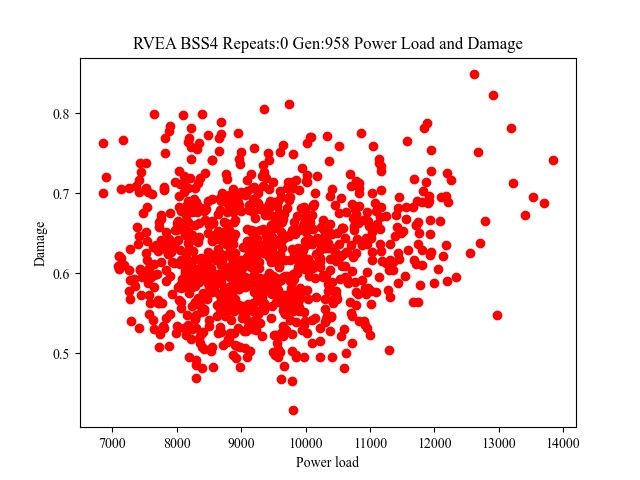 RVEA BSS4 Repeats:0 Gen:958 Power Load and Damage
0.8
0.7
0.6
0.5
Damage
7000 8000 9000 10000 11000 12000 13000 14000
Power load